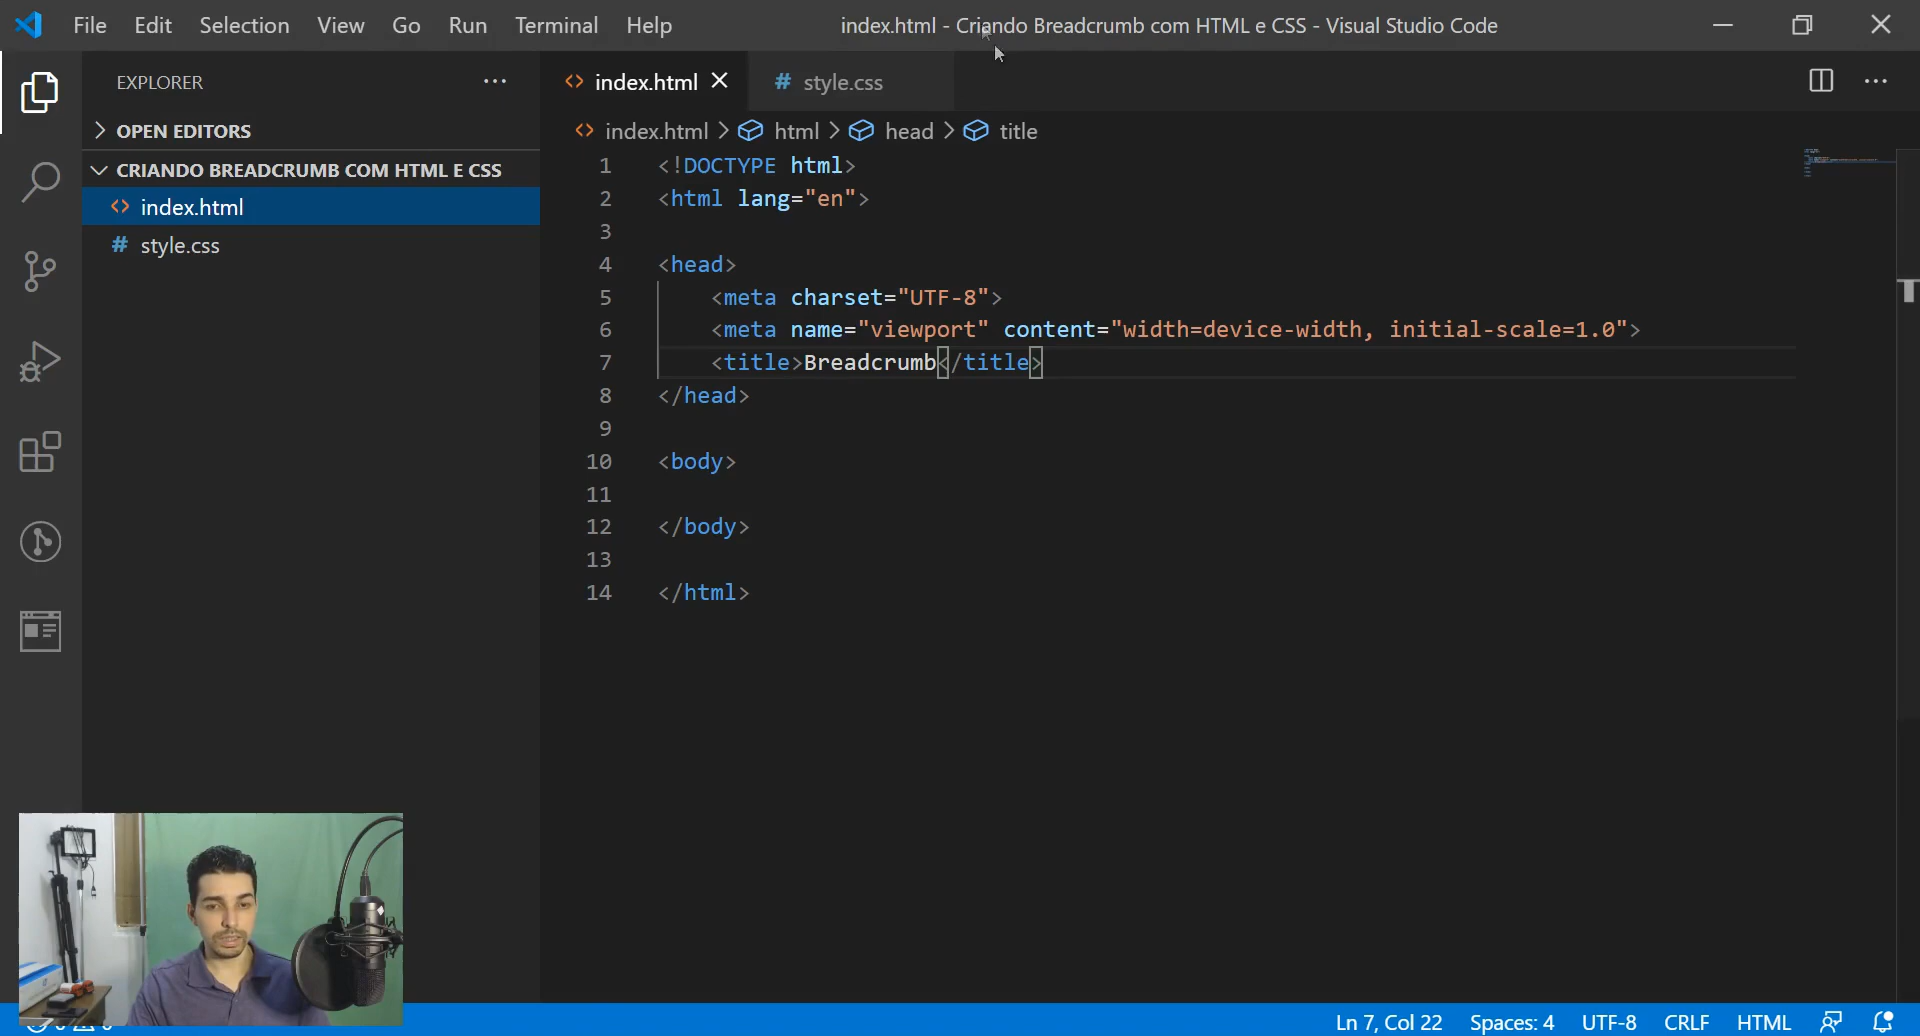 File Edit Selection View Go Run Terminal Help index.html - Criando Breadcrumb com HTML e CSS - Visual Studio Code
EXPLORER
index.html
style.css
OPEN EDITORS
index.html > html > head > title
CRIANDO BREADCRUMB COM HTML E CSS
index.html
style.css
1 <!DOCTYPE html>
2 <html lang="en">
3
4 <head>
5 <meta charset="UTF-8">
6 <meta name="viewport" content="width=device-width, initial-scale=1.0">
7 <title>Breadcrumb</title>
8 </head>
9
10 <body>
11
12 </body>
13
14 </html>
Ln 7, Col 22 Spaces: 4 UTF-8 CRLF HTML